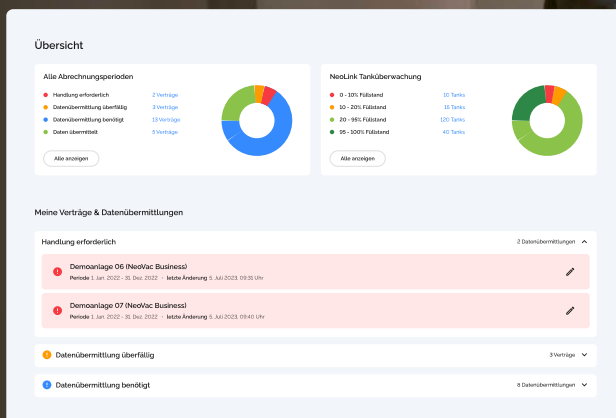 Übersicht
Alle Abrechnungsperioden
Handlung erforderlich 2 Verträge
Datenübermittlung überfällig 3 Verträge
Datenübermittlung benötigt 13 Verträge
Daten übermittelt 5 Verträge
Alle anzeigen
NeoLink Tanküberwachung
0 - 10% Füllstand 10 Tanks
10 - 20% Füllstand 15 Tanks
20 - 95% Füllstand 120 Tanks
95 - 100% Füllstand 40 Tanks
Alle anzeigen
Meine Verträge & Datenübermittlungen
Handlung erforderlich 2 Datenübermittlungen
Demoanlage 06 (NeoVac Business)
Periode 1. Jan. 2022 - 31. Dez. 2022 · letzte Änderung 5. Juli 2023, 09:35 Uhr
Demoanlage 07 (NeoVac Business)
Periode 1. Jan. 2022 - 31. Dez. 2022 · letzte Änderung 5. Juli 2023, 09:40 Uhr
Datenübermittlung überfällig 3 Verträge
Datenübermittlung benötigt 8 Datenübermittlungen